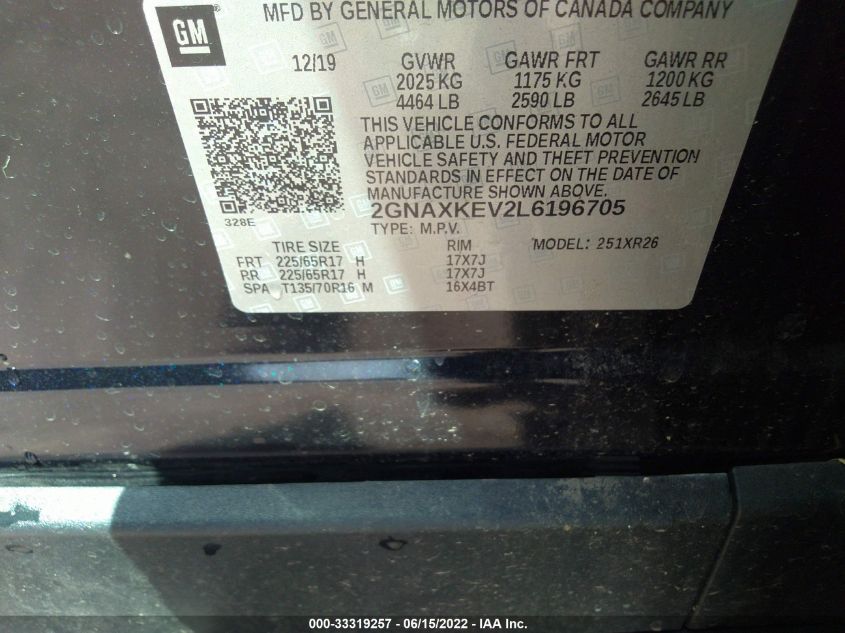 GM
MFD BY GENERAL MOTORS OF CANADA COMPANY
12/19 GVWR GAWR FRT GAWR RR
2025 KG 1175 KG 1200 KG
4464 LB 2590 LB 2645 LB
THIS VEHICLE CONFORMS TO ALL
APPLICABLE U.S. FEDERAL MOTOR
VEHICLE SAFETY AND THEFT PREVENTION
STANDARDS IN EFFECT ON THE DATE OF
MANUFACTURE SHOWN ABOVE.
328E 2GNAXKEV2L6196705
TYPE: M.P.V. MODEL: 251XR26
TIRE SIZE RIM
FRT 225/65R17 H 17X7J
RR 225/65R17 H 17X7J
SPA T135/70R16 M 16X4BT
000-33319257 - 06/15/2022 - IAA Inc.